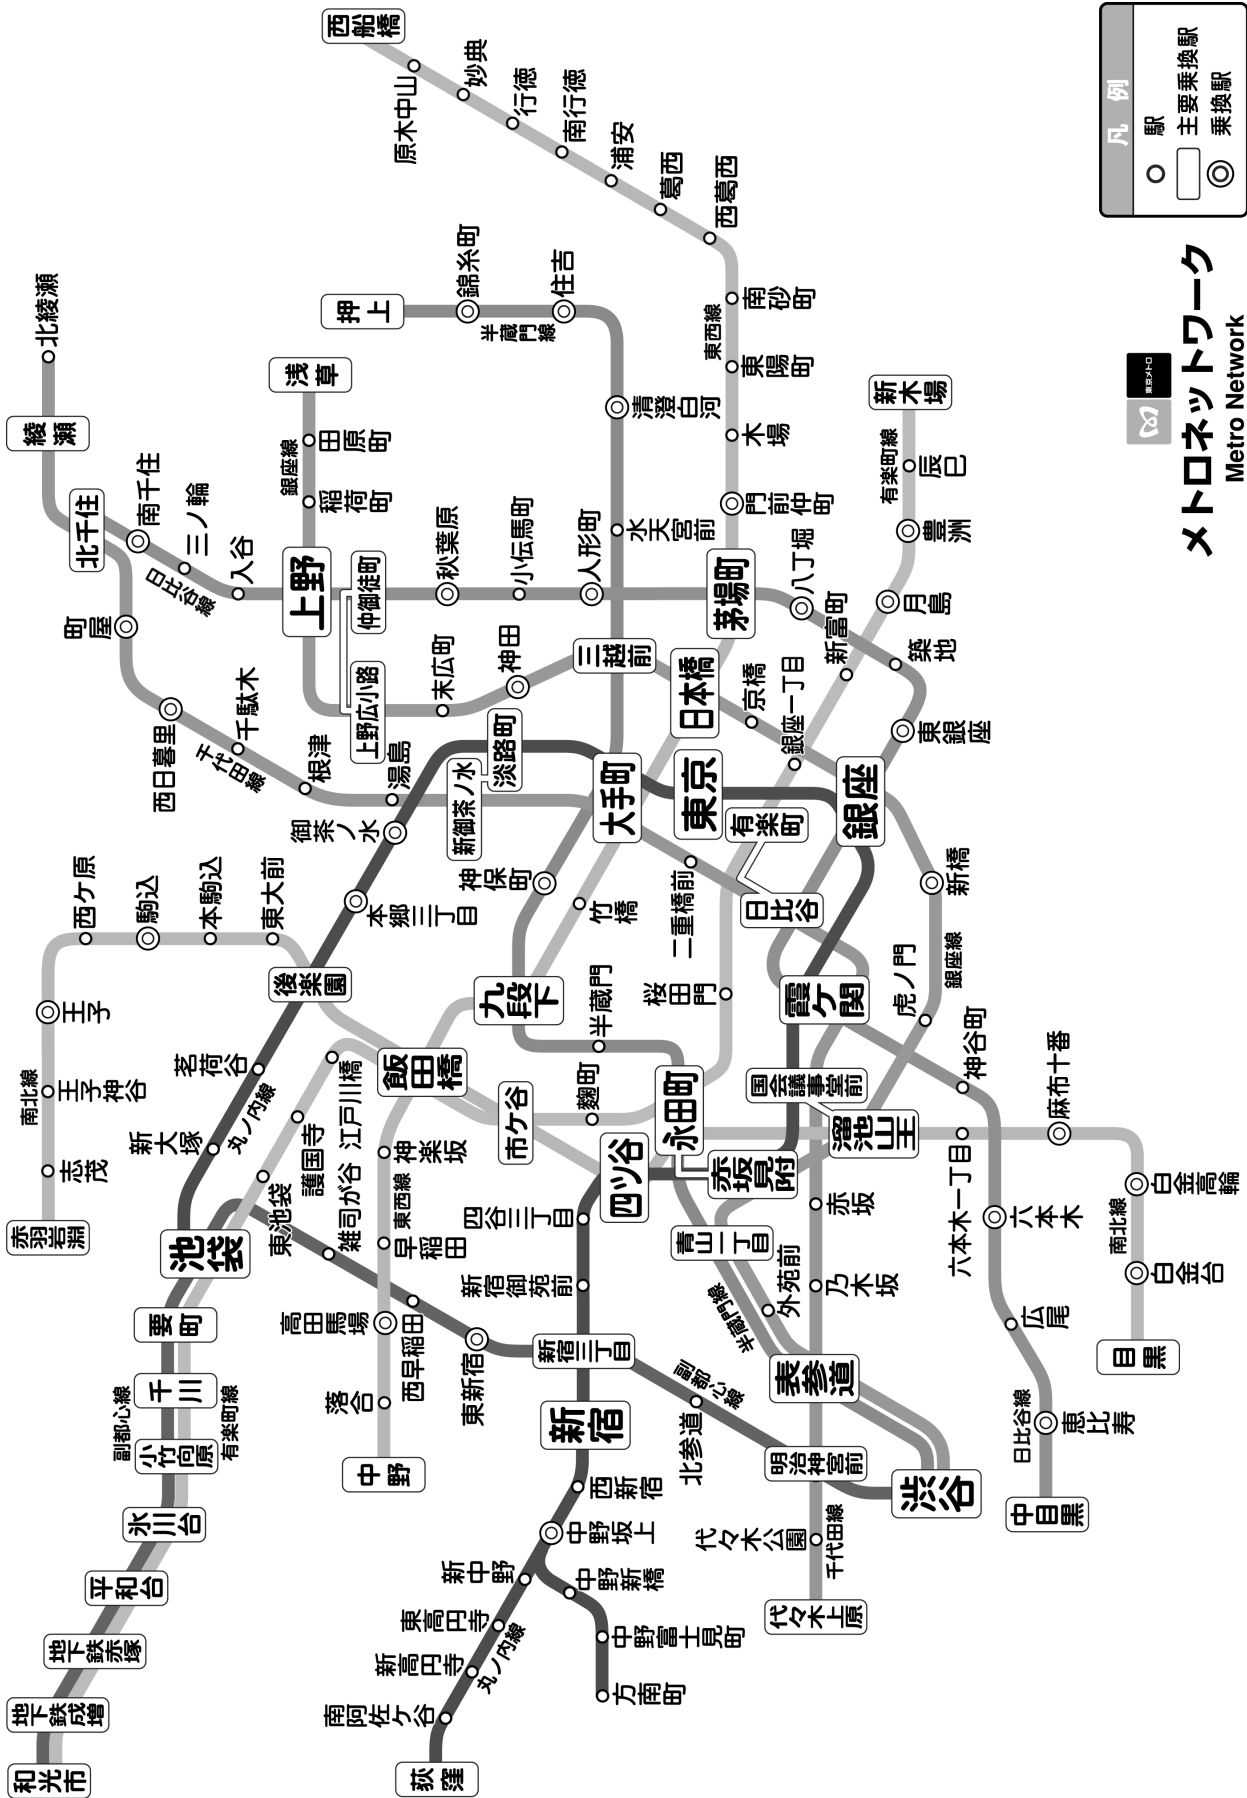 メトロネットワーク
Metro Network
東京メトロ
凡例
駅
主要乗換駅
乗換駅
和光市
地下鉄成増
地下鉄赤塚
平和台
氷川台
小竹向原
千川
要町
副都心線
有楽町線
池袋
赤羽岩淵
志茂
王子神谷
南北線
王子
西ケ原
駒込
本駒込
東大前
後楽園
新大塚
丸ノ内線
茗荷谷
東池袋
護国寺
江戸川橋
飯田橋
雑司が谷
西早稲田
東新宿
新宿三丁目
北参道
副都心線
明治神宮前
渋谷
中野
落合
高田馬場
早稲田
東西線
神楽坂
九段下
竹橋
大手町
日本橋
茅場町
門前仲町
木場
東陽町
東西線
南砂町
西葛西
葛西
浦安
南行徳
行徳
妙典
原木中山
西船橋
北綾瀬
綾瀬
北千住
町屋
西日暮里
千駄木
千代田線
根津
湯島
新御茶ノ水
二重橋前
日比谷
霞ケ関
国会議事堂前
赤坂
乃木坂
表参道
代々木公園
千代田線
代々木上原
南千住
三ノ輪
日比谷線
入谷
上野
仲御徒町
秋葉原
小伝馬町
人形町
八丁堀
築地
東銀座
銀座
神谷町
六本木
広尾
日比谷線
恵比寿
中目黒
浅草
田原町
銀座線
稲荷町
上野広小路
末広町
神田
三越前
京橋
新橋
銀座線
虎ノ門
溜池山王
赤坂見附
青山一丁目
外苑前
押上
錦糸町
半蔵門線
住吉
清澄白河
水天宮前
神保町
半蔵門
永田町
半蔵門線
荻窪
南阿佐ケ谷
新高円寺
丸ノ内線
東高円寺
新中野
中野坂上
中野新橋
中野富士見町
方南町
西新宿
新宿
新宿御苑前
四谷三丁目
四ツ谷
東京
淡路町
御茶ノ水
本郷三丁目
市ケ谷
麹町
桜田門
有楽町
銀座一丁目
新富町
月島
豊洲
有楽町線
辰巳
新木場
六本木一丁目
麻布十番
白金高輪
南北線
白金台
目黒